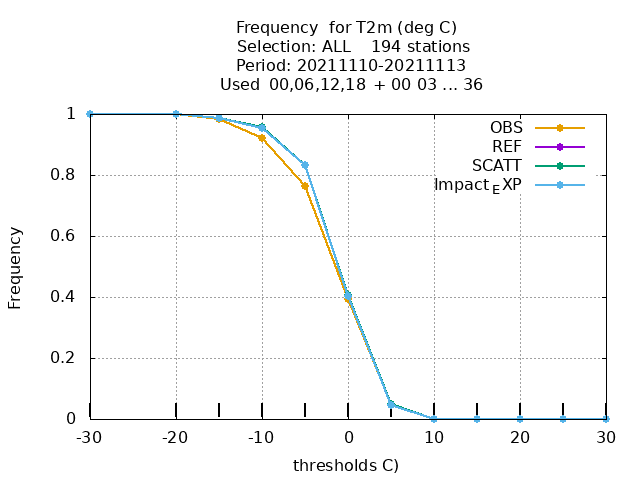 Frequency  for T2m (deg C)
Selection: ALL    194 stations
Period: 20211110-20211113
Used  00,06,12,18  + 00 03 ... 36
OBS
REF
SCATT
Impact_EXP
1
0.8
0.6
0.4
0.2
0
Frequency
-30 -20 -10 0 10 20 30
thresholds C)